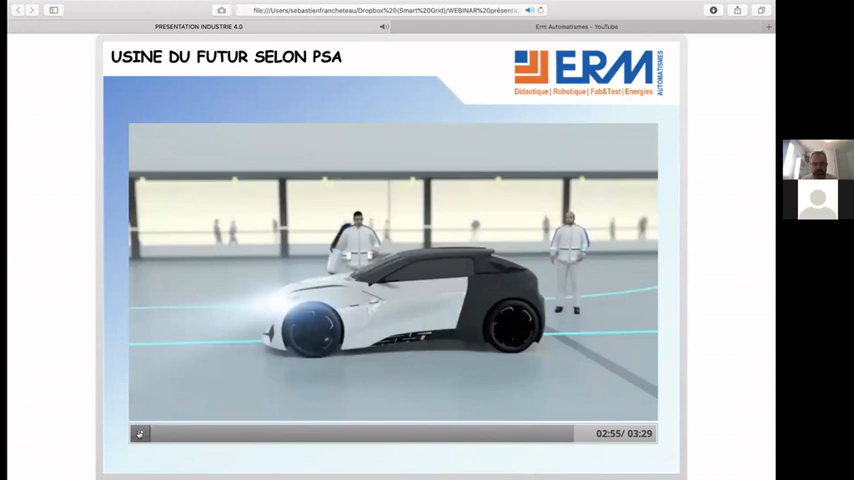 file:///Users/sebastienfrancheteau/Dropbox%20(Smart%20Grid)/WEBINAR%20présentat
PRESENTATION INDUSTRIE 4.0
Erm Automatismes - YouTube
USINE DU FUTUR SELON PSA
ERM
AUTOMATISMES
Didactique| Robotique| Fab&Test| Energies
02:55/ 03:29